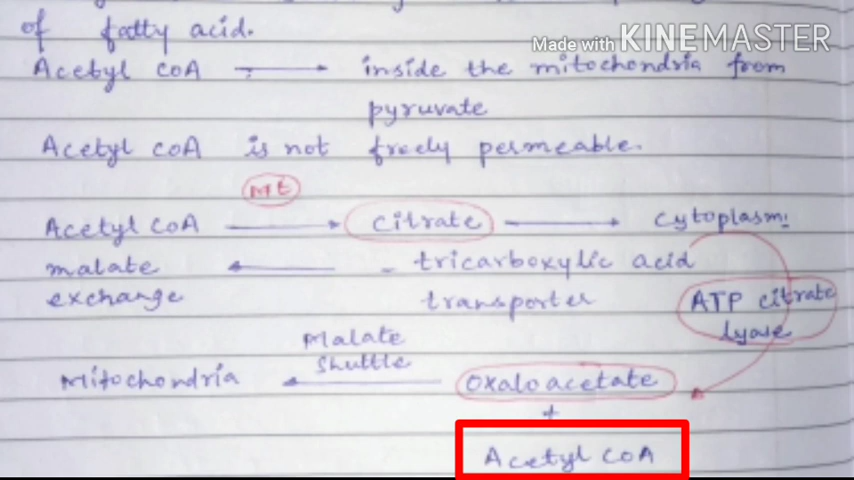 of fatty acid.
Made with KINEMASTER
Acetyl COA → inside the mitochondria from
pyruvate
Acetyl COA is not freely permeable.
Mt
Acetyl COA → citrate → cytoplasm
malate ← - tricarboxylic acid
exchange transporter ATP citrate
lyase
Malate
Shuttle
Mitochondria ← Oxaloacetate
+
Acetyl COA